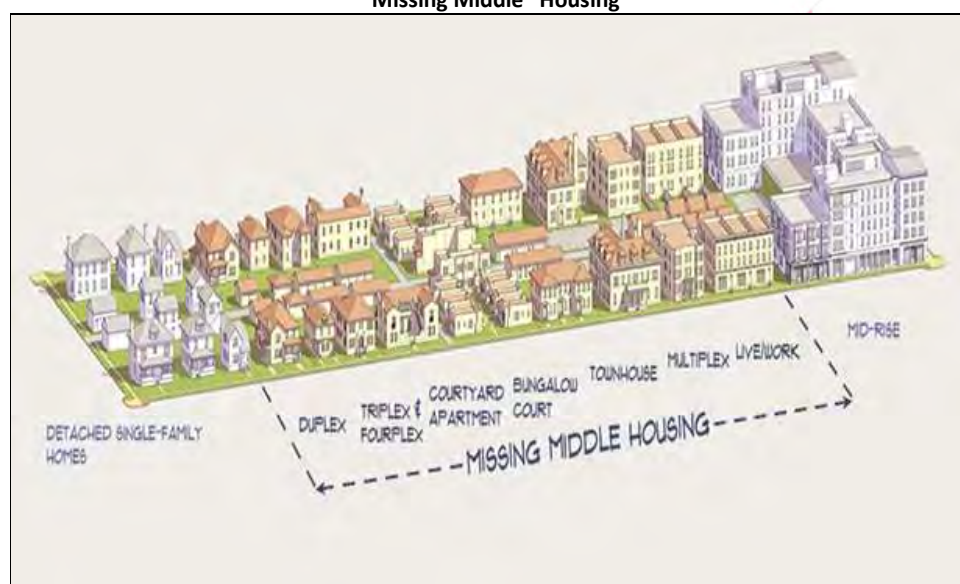 Missing Middle" Housing
DETACHED SINGLE-FAMILY
HOMES
DUPLEX
TRIPLEX &
FOURPLEX
COURTYARD
APARTMENT
BUNGALOW
COURT
TOWNHOUSE
MULTIPLEX
LIVE/WORK
MID-RISE
MISSING MIDDLE HOUSING